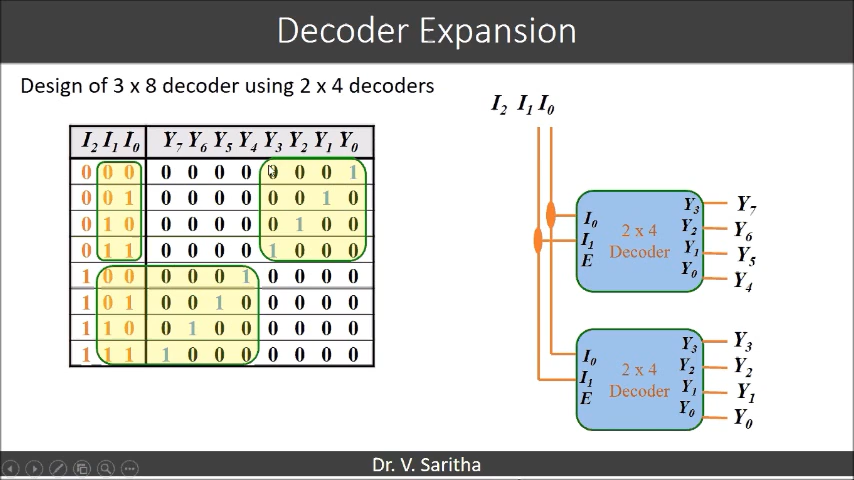 Decoder Expansion
Design of 3 x 8 decoder using 2 x 4 decoders
I2 I1 I0 Y7 Y6 Y5 Y4 Y3 Y2 Y1 Y0
0 0 0 0 0 0 0 0 0 0 1
0 0 1 0 0 0 0 0 0 1 0
0 1 0 0 0 0 0 0 1 0 0
0 1 1 0 0 0 0 1 0 0 0
1 0 0 0 0 0 1 0 0 0 0
1 0 1 0 0 1 0 0 0 0 0
1 1 0 0 1 0 0 0 0 0 0
1 1 1 1 0 0 0 0 0 0 0
I2 I1 I0
I0 2 x 4 Decoder Y3 Y7
I1 Y2 Y6
E Y1 Y5
Y0 Y4
I0 2 x 4 Decoder Y3 Y3
I1 Y2 Y2
E Y1 Y1
Y0 Y0
Dr. V. Saritha